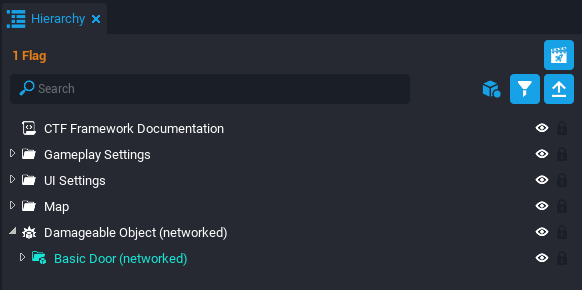 Hierarchy
1 Flag
Search
CTF Framework Documentation
Gameplay Settings
UI Settings
Map
Damageable Object (networked)
Basic Door (networked)